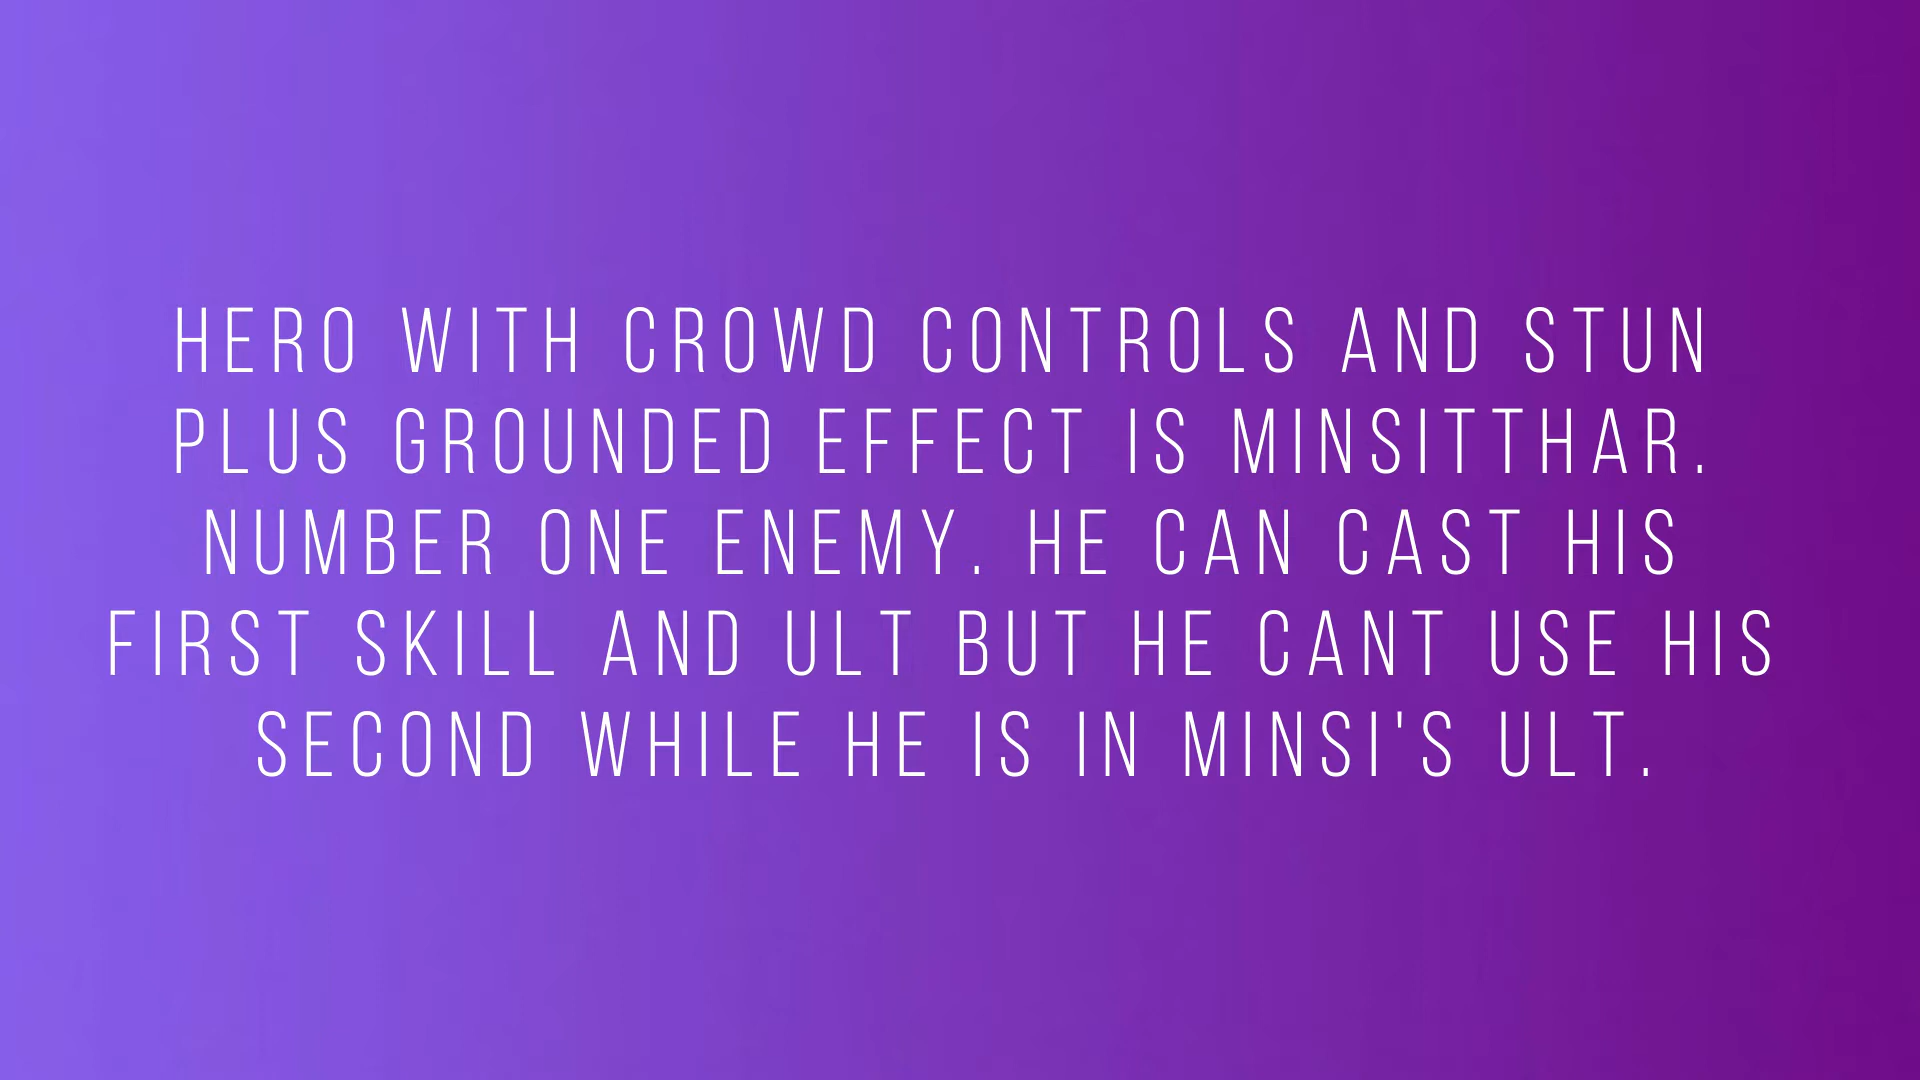 HERO WITH CROWD CONTROLS AND STUN
PLUS GROUNDED EFFECT IS MINSITTHAR.
NUMBER ONE ENEMY. HE CAN CAST HIS
FIRST SKILL AND ULT BUT HE CANT USE HIS
SECOND WHILE HE IS IN MINSI'S ULT.